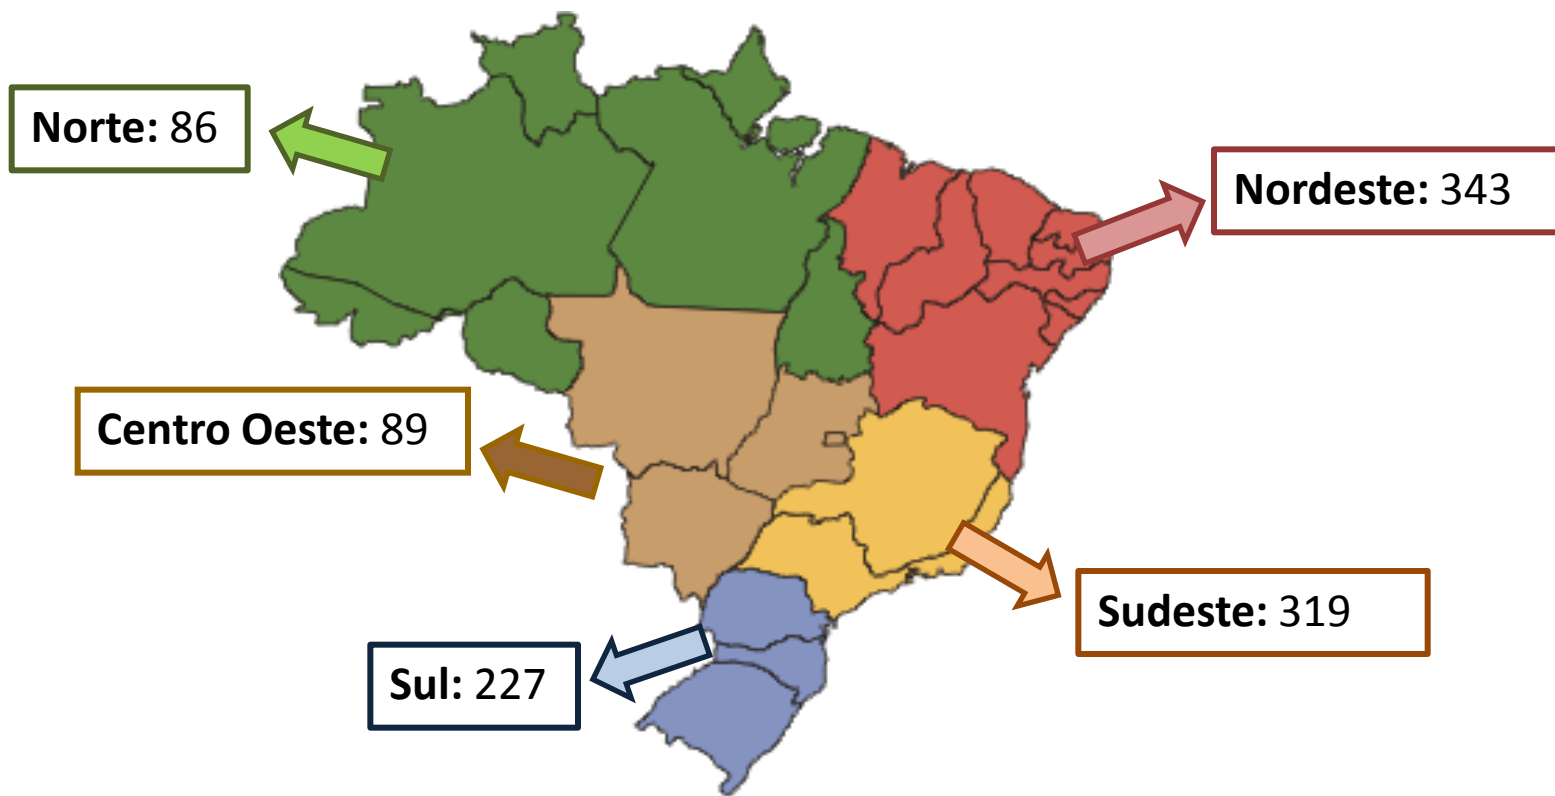 Norte: 86
Nordeste: 343
Centro Oeste: 89
Sudeste: 319
Sul: 227